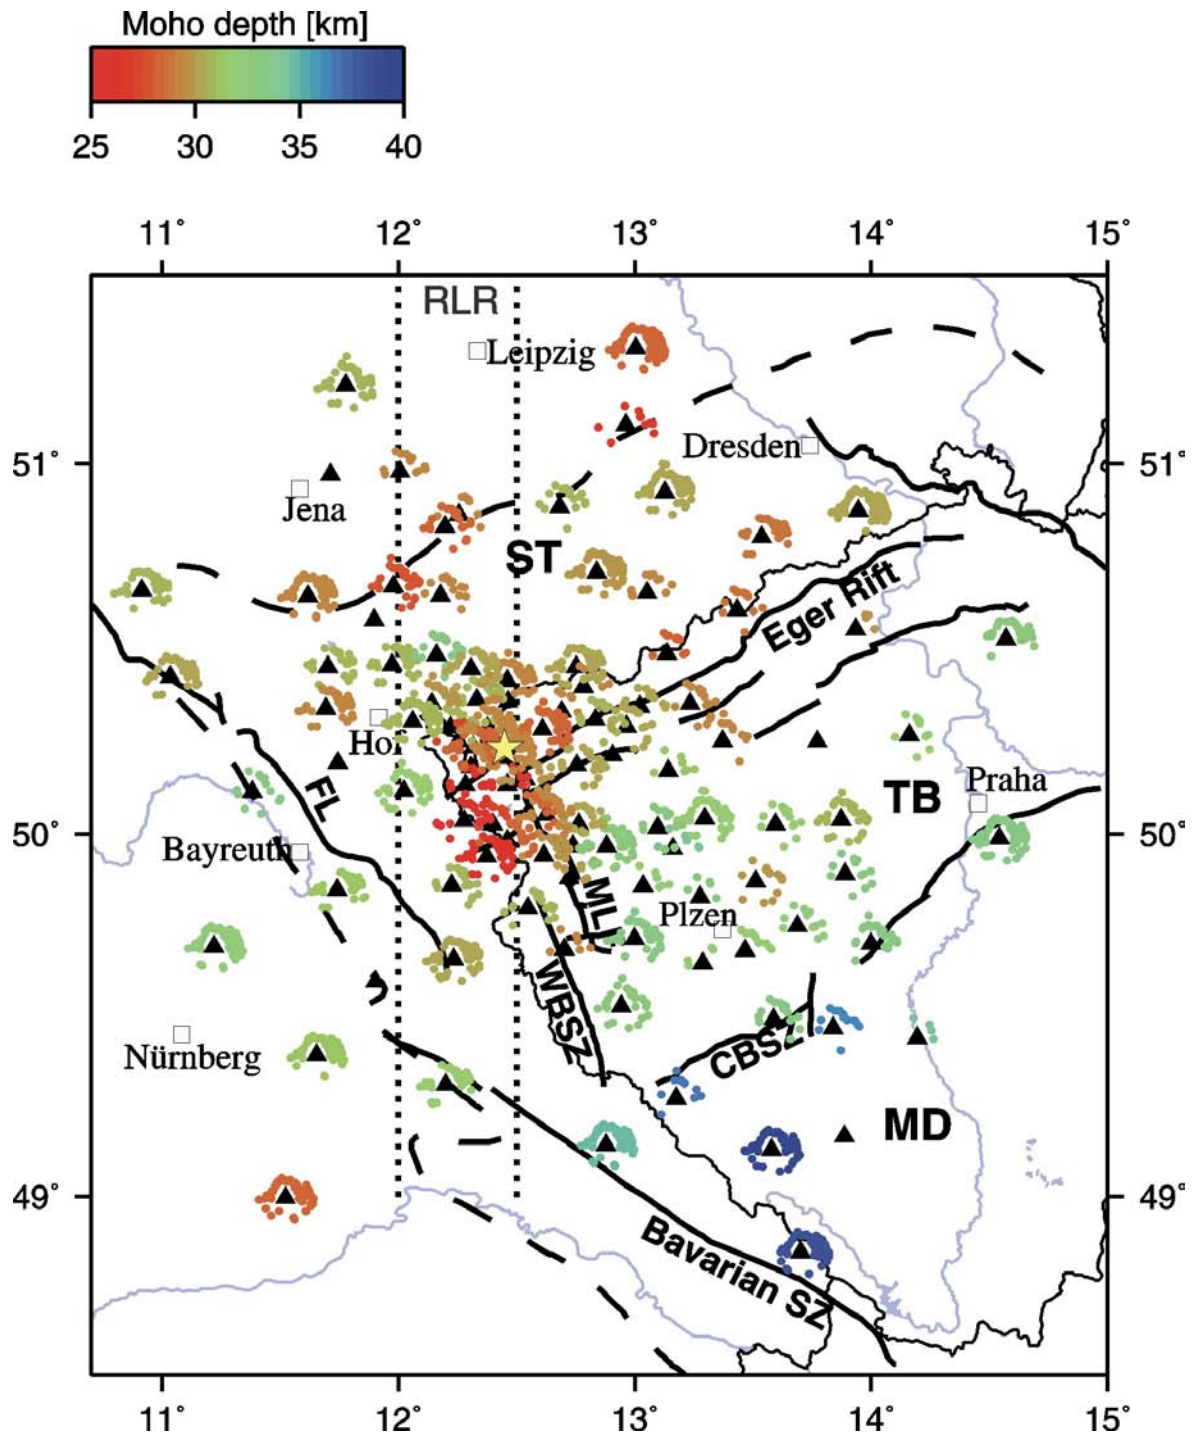 Moho depth [km]
25 30 35 40
11° 12° 13° 14° 15°
RLR
Leipzig
Dresden
51° 51°
Jena
ST
Eger Rift
Ho
TB
Praha
FL
50° 50°
Bayreuth
ML
Plzen
WBSZ
CBSZ
Nürnberg
MD
49° 49°
Bavarian SZ
11° 12° 13° 14° 15°